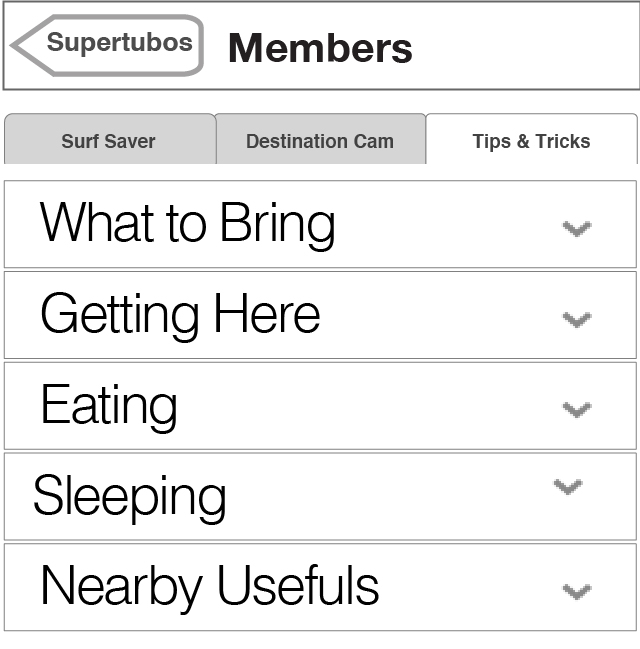 Supertubos Members
Surf Saver Destination Cam Tips & Tricks
What to Bring
Getting Here
Eating
Sleeping
Nearby Usefuls